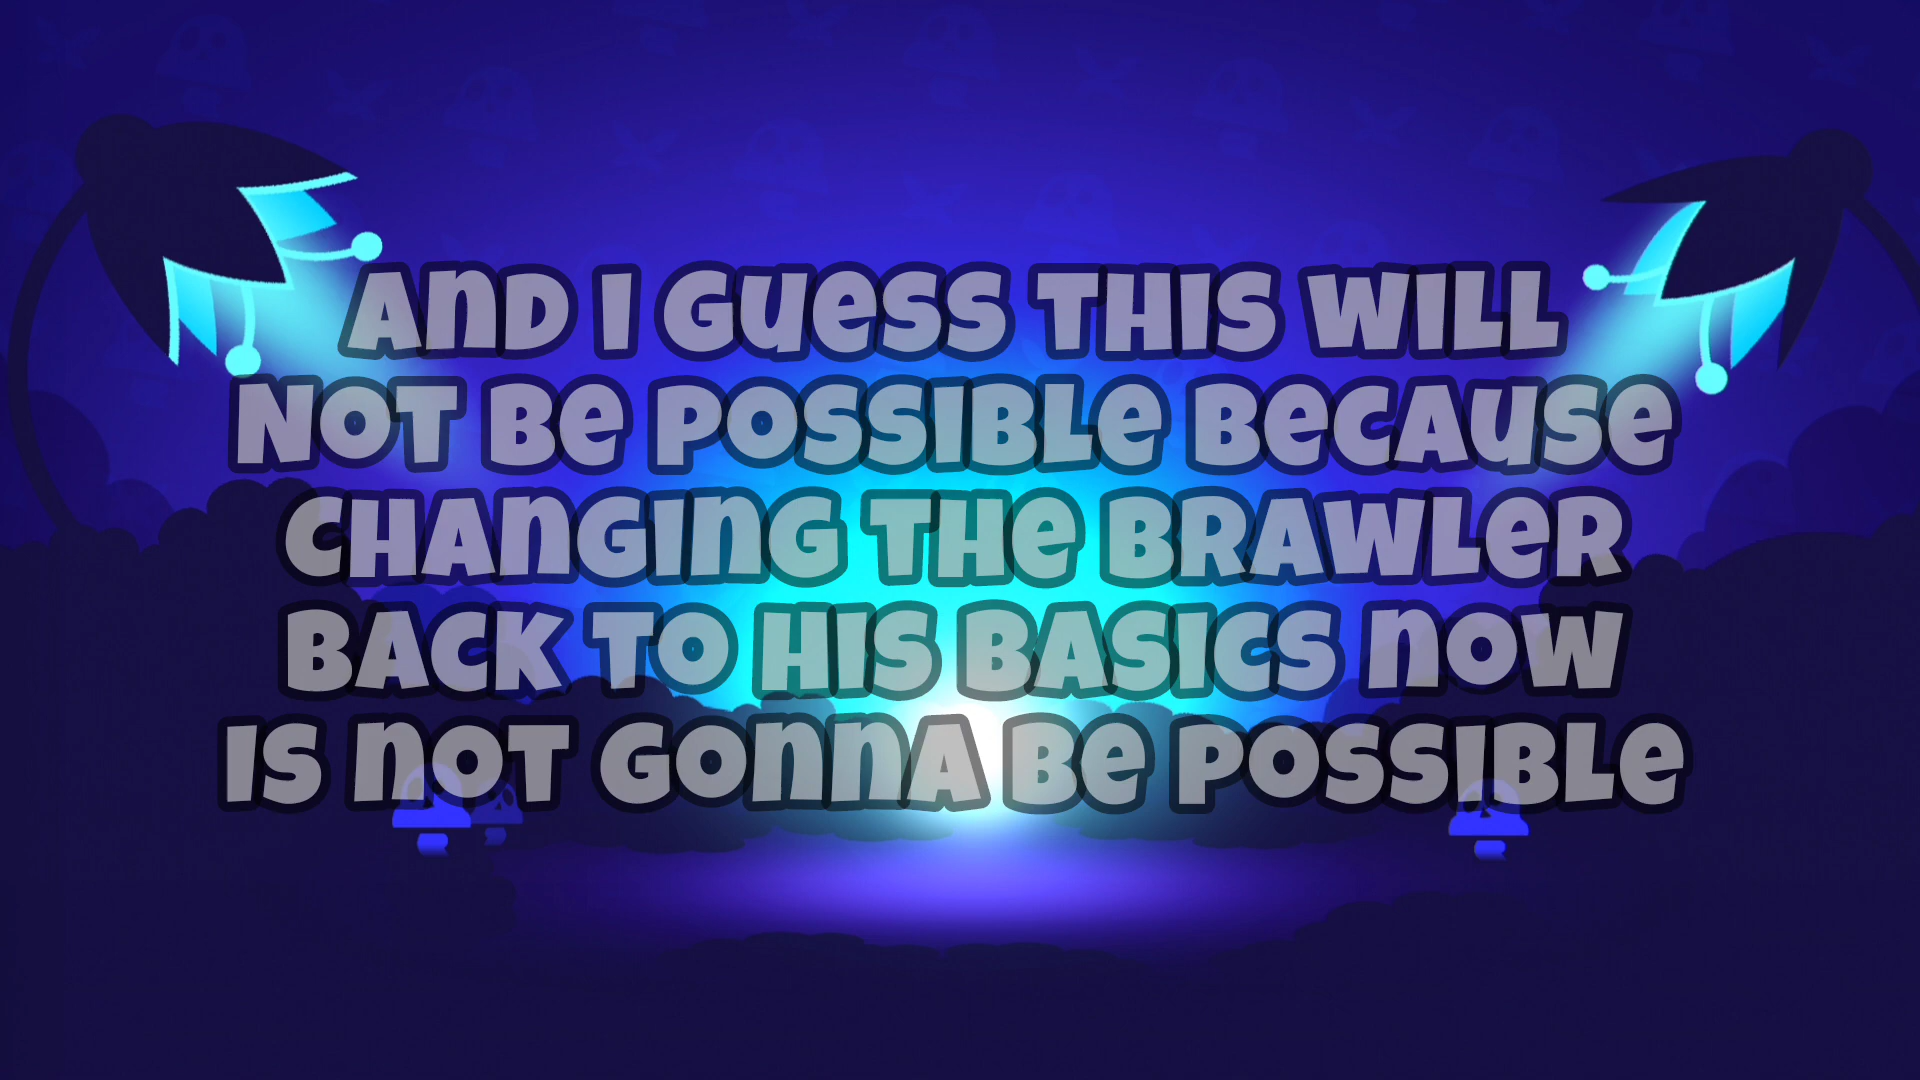 AND I GUESS THIS WILL
NOT BE POSSIBLE BECAUSE
CHANGING THE BRAWLER
BACK TO HIS BASICS NOW
IS NOT GONNA BE POSSIBLE